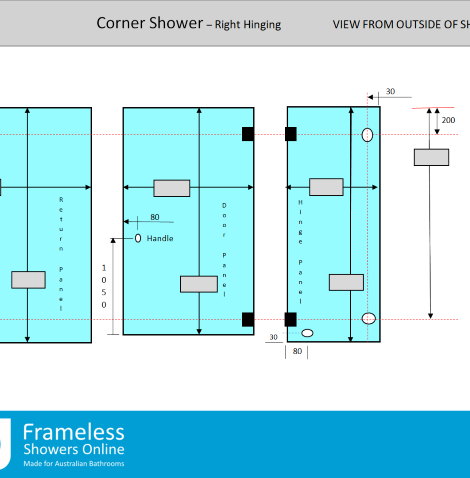 Corner Shower – Right Hinging
VIEW FROM OUTSIDE OF
30
200
Return Panel
Door Panel
Hinge Panel
80
Handle
1050
30
80
Frameless
Showers Online
Made for Australian Bathrooms